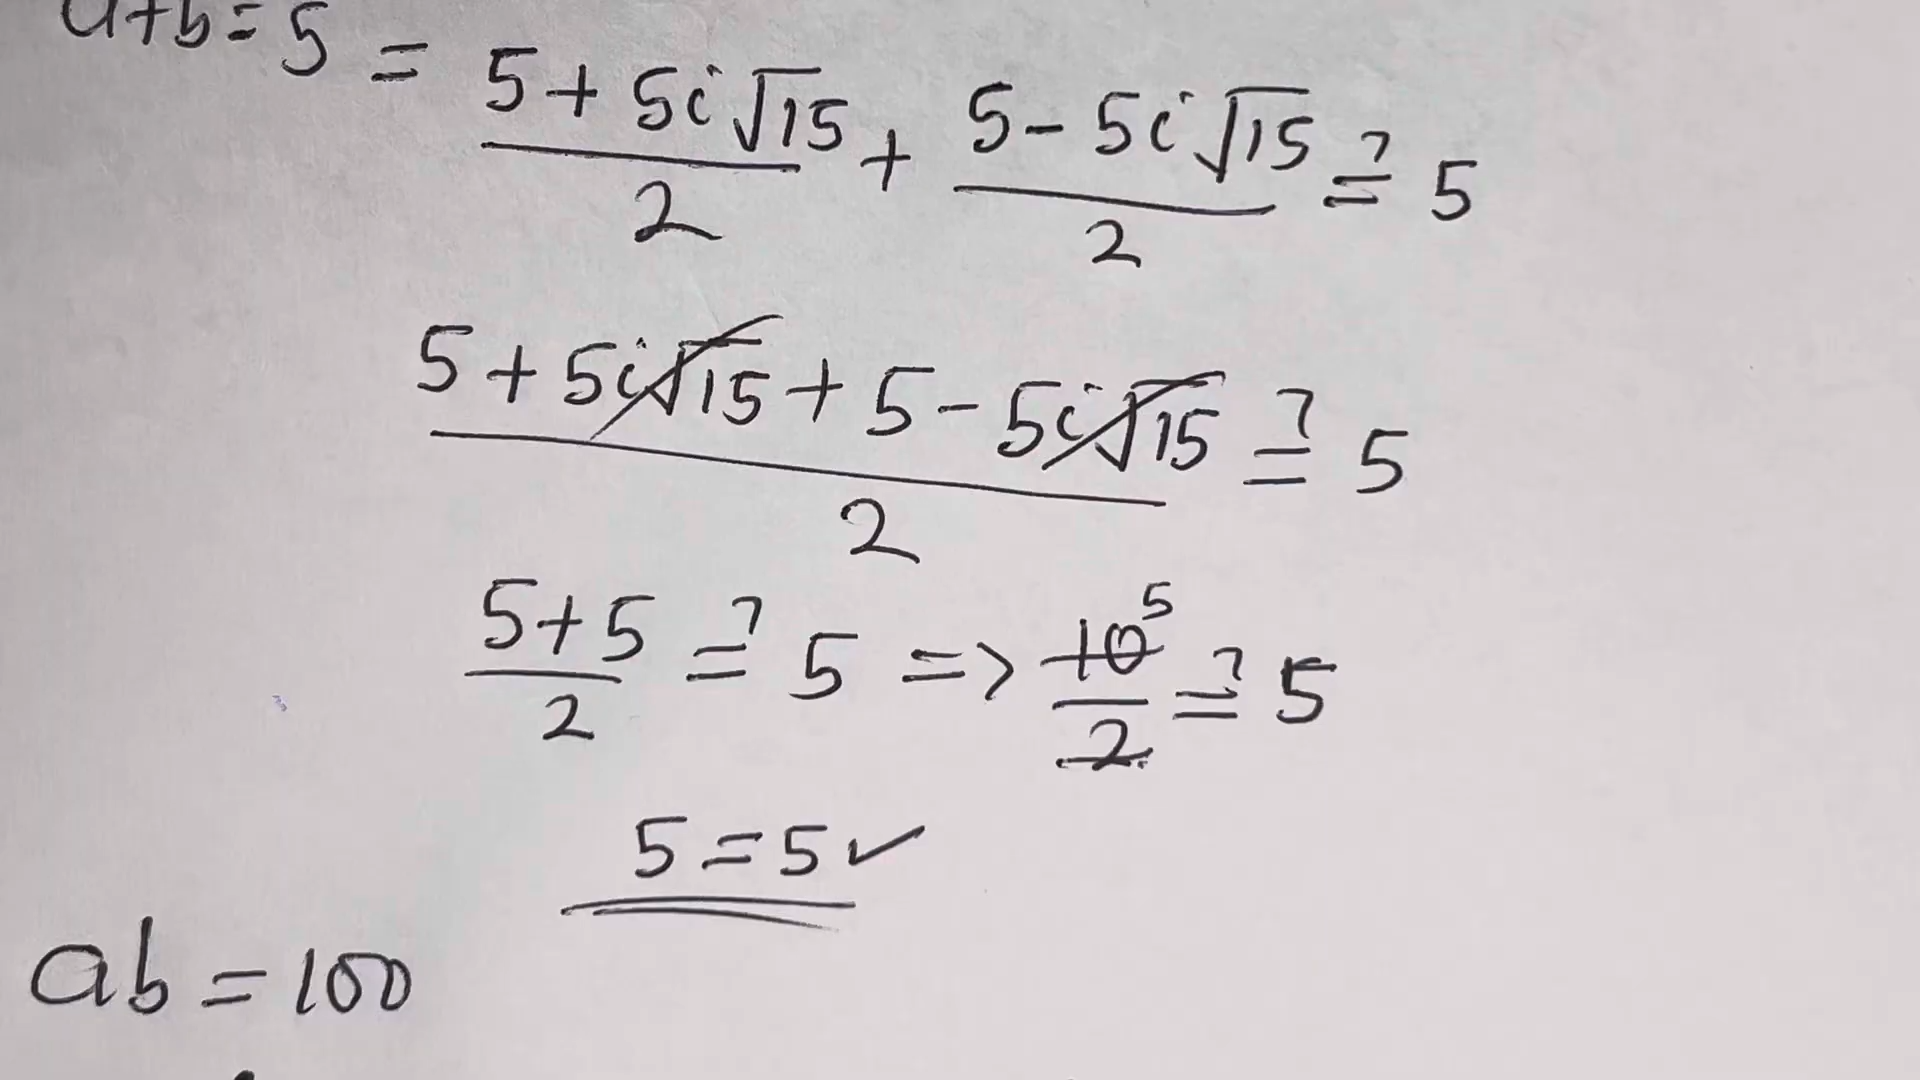 a+b=5 = 5+5i√15/2 + 5-5i√15/2 ?= 5
5+5i√15+5-5i√15/2 ?= 5
5+5/2 ?= 5 => 10/2 5 ?= 5
5=5✓
ab=100